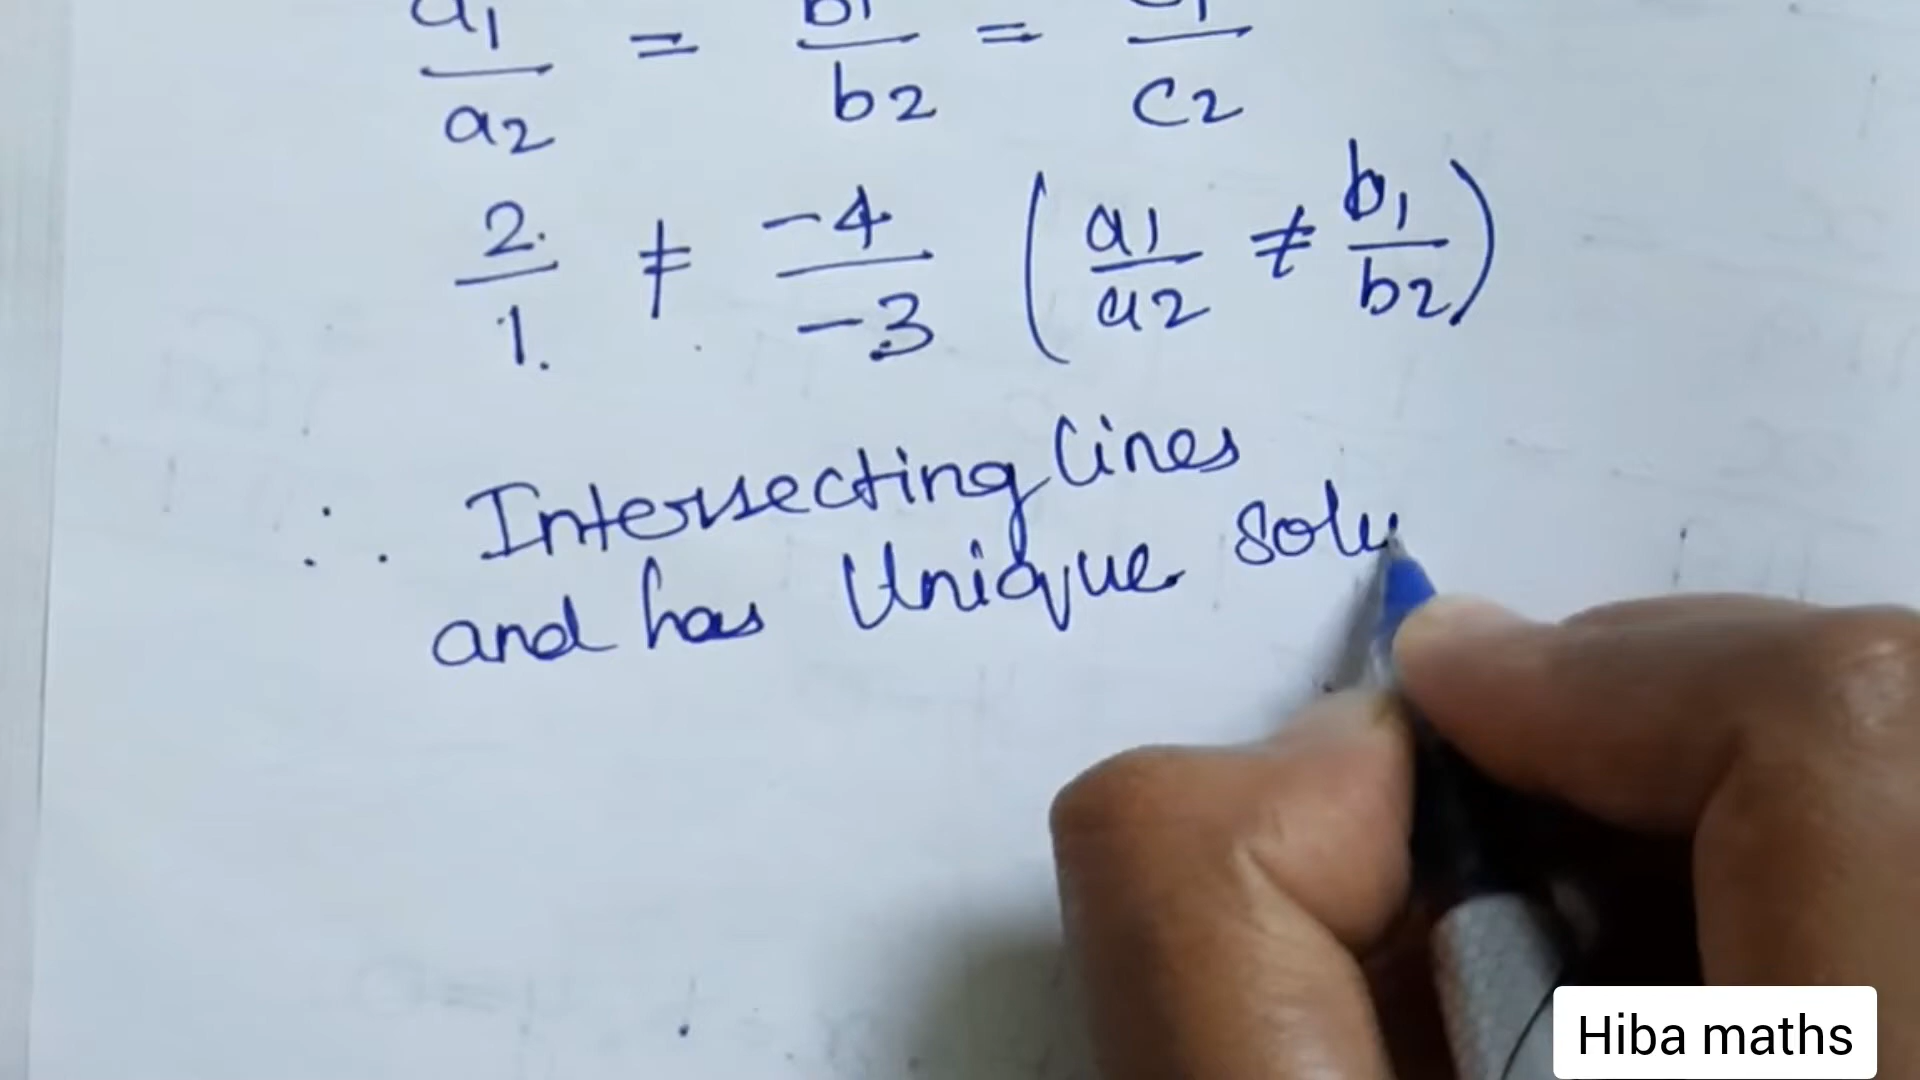 a1/a2 = b1/b2 = c1/c2
2/1 ≠ -4/-3 (a1/a2 ≠ b1/b2)
∴ Intersecting lines
and has Unique solu
Hiba maths